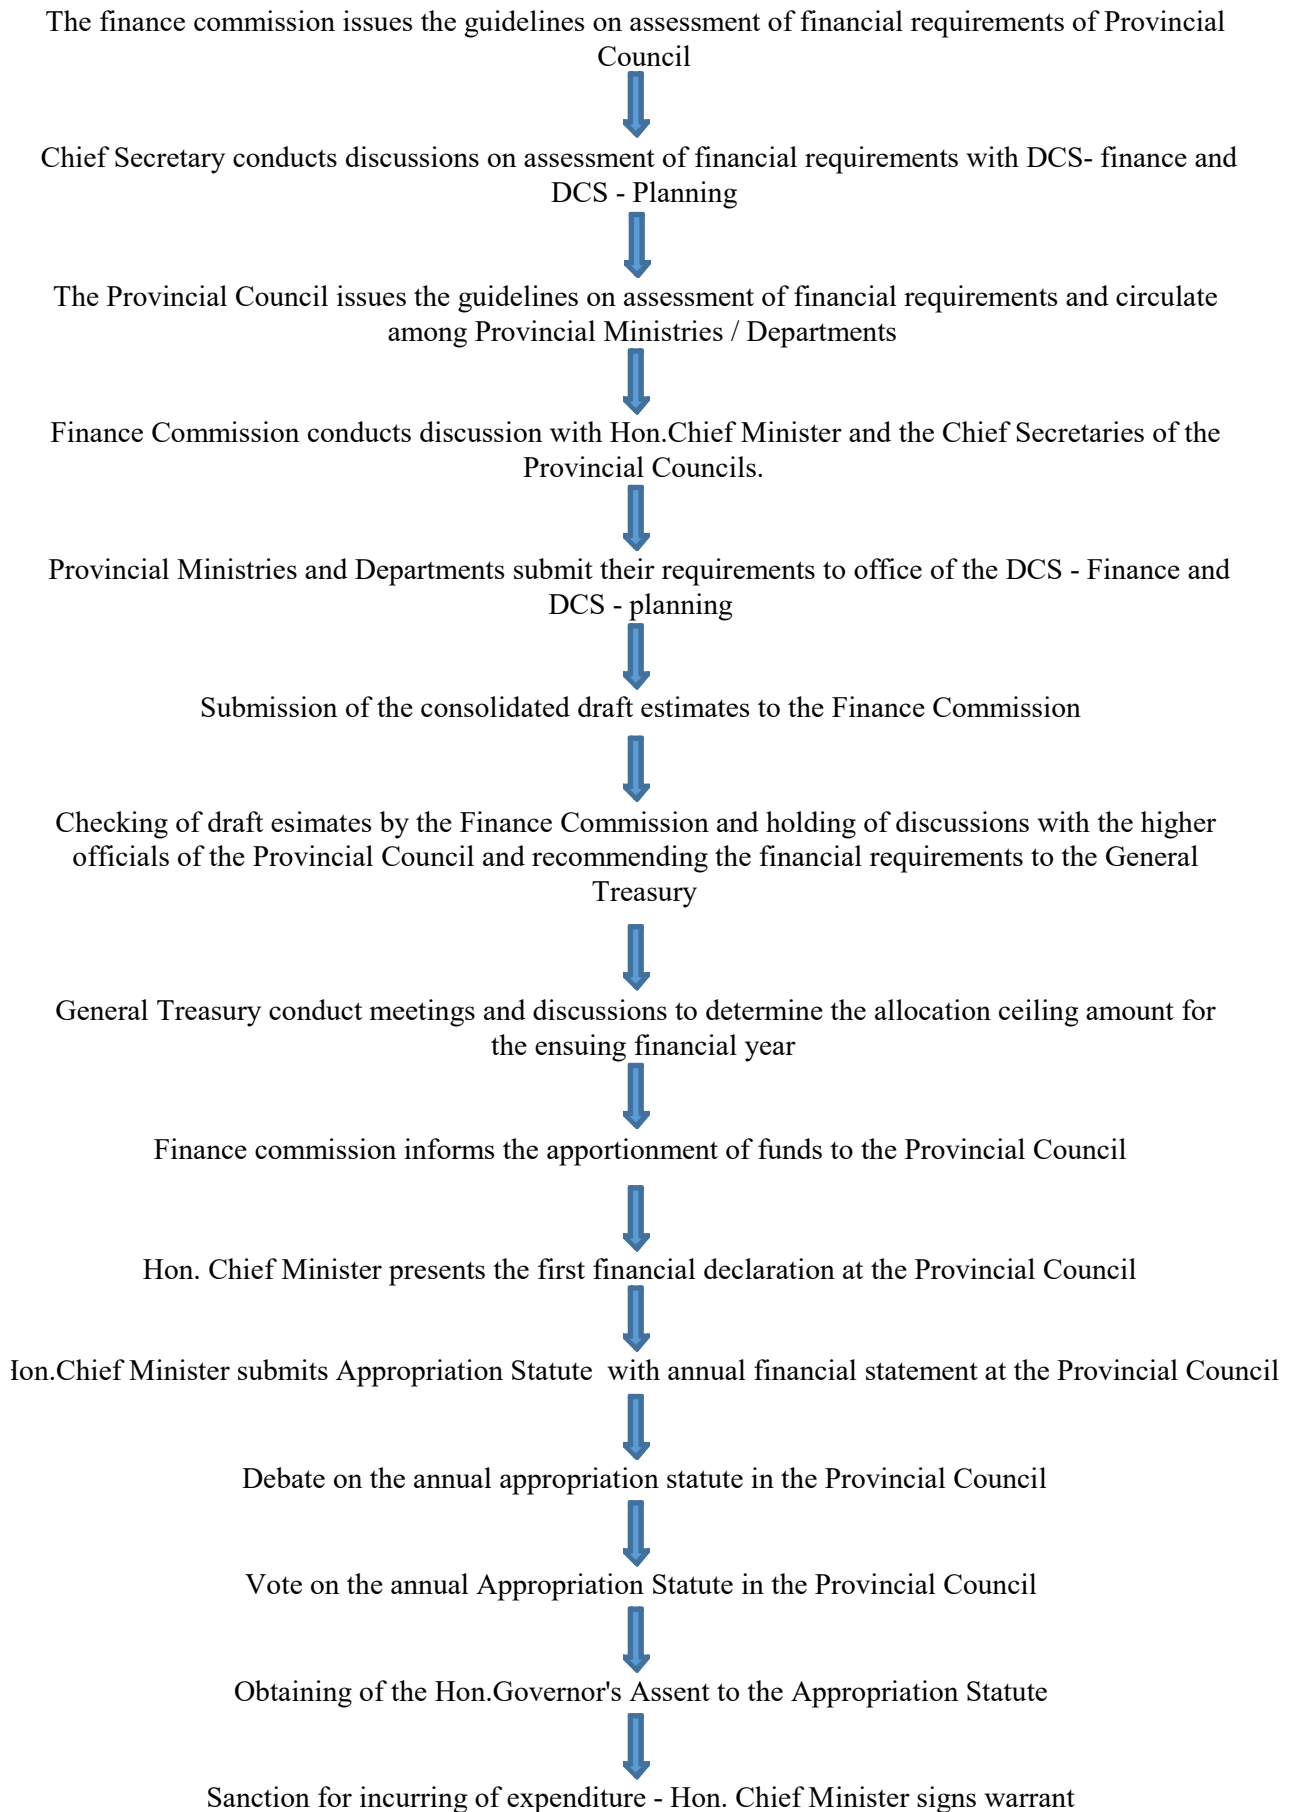 The finance commission issues the guidelines on assessment of financial requirements of Provincial
Council
Chief Secretary conducts discussions on assessment of financial requirements with DCS- finance and
DCS - Planning
The Provincial Council issues the guidelines on assessment of financial requirements and circulate
among Provincial Ministries / Departments
Finance Commission conducts discussion with Hon.Chief Minister and the Chief Secretaries of the
Provincial Councils.
Provincial Ministries and Departments submit their requirements to office of the DCS - Finance and
DCS - planning
Submission of the consolidated draft estimates to the Finance Commission
Checking of draft esimates by the Finance Commission and holding of discussions with the higher
officials of the Provincial Council and recommending the financial requirements to the General
Treasury
General Treasury conduct meetings and discussions to determine the allocation ceiling amount for
the ensuing financial year
Finance commission informs the apportionment of funds to the Provincial Council
Hon. Chief Minister presents the first financial declaration at the Provincial Council
Hon.Chief Minister submits Appropriation Statute  with annual financial statement at the Provincial Council
Debate on the annual appropriation statute in the Provincial Council
Vote on the annual Appropriation Statute in the Provincial Council
Obtaining of the Hon.Governor's Assent to the Appropriation Statute
Sanction for incurring of expenditure - Hon. Chief Minister signs warrant